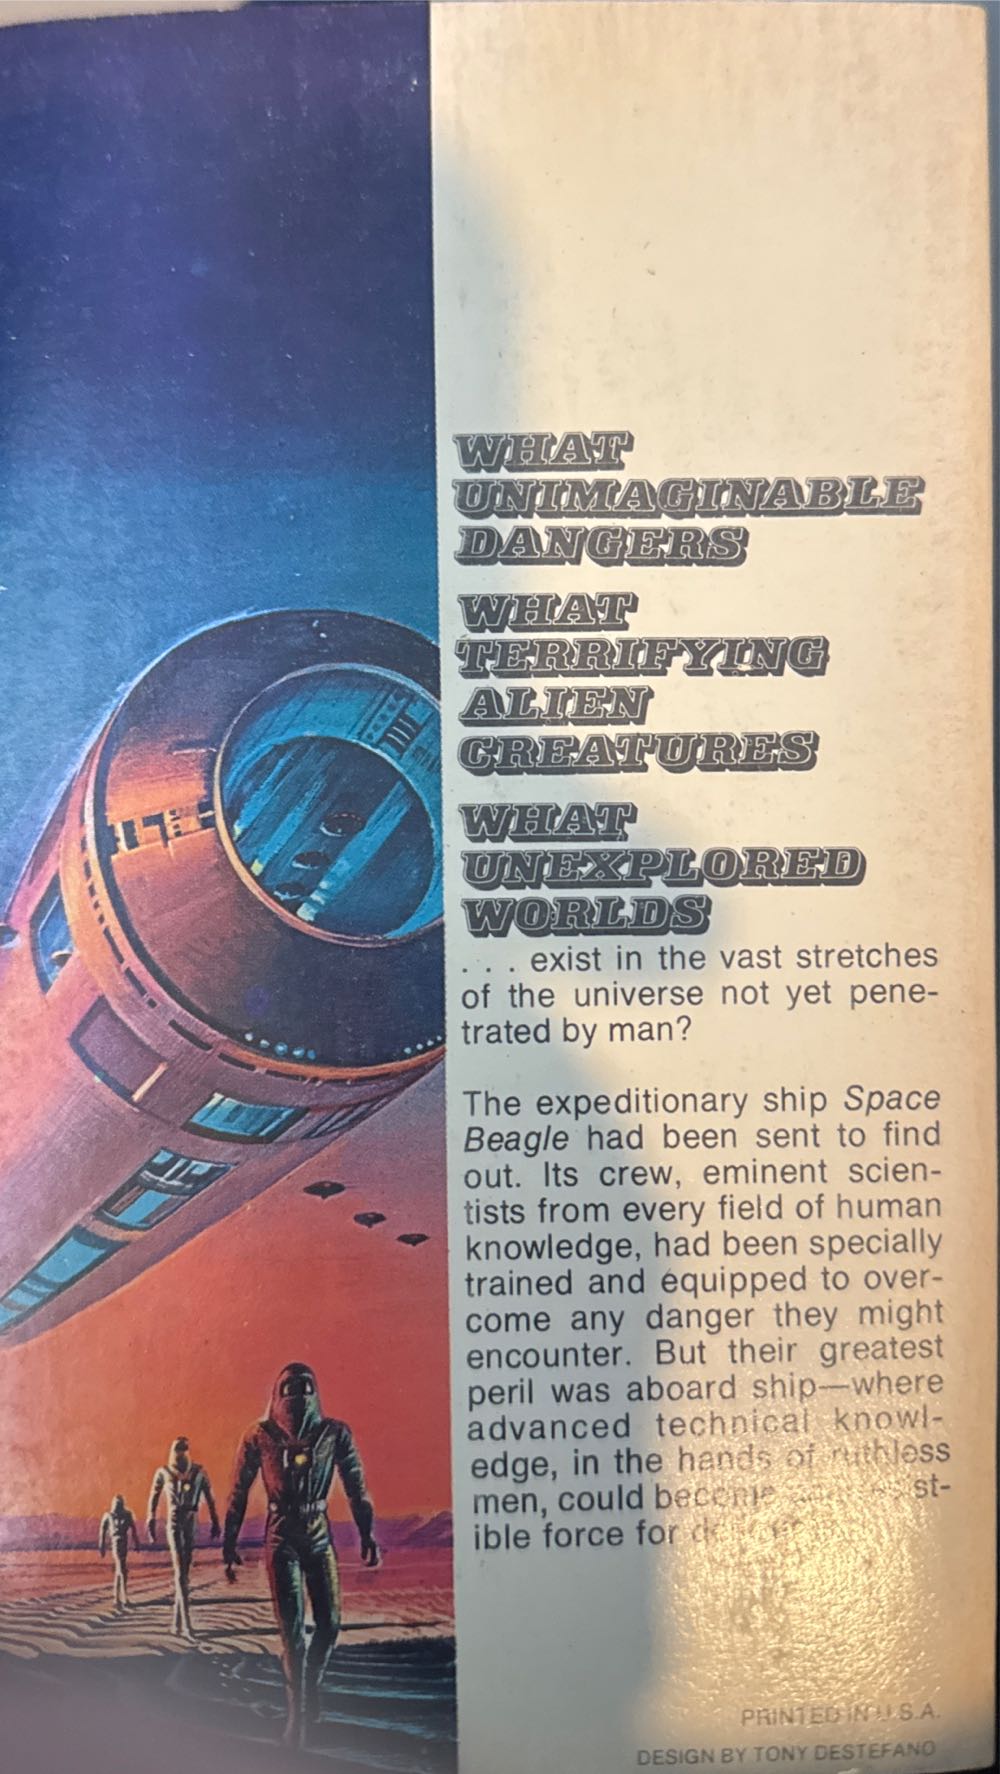 WHAT
UNIMAGINABLE
DANGERS
WHAT
TERRIFYING
ALIEN
CREATURES
WHAT
UNEXPLORED
WORLDS
. . . exist in the vast stretches
of the universe not yet pene-
trated by man?
The expeditionary ship Space
Beagle had been sent to find
out. Its crew, eminent scien-
tists from every field of human
knowledge, had been specially
trained and equipped to over-
come any danger they might
encounter. But their greatest
peril was aboard ship—where
advanced technical knowl-
edge, in the hands of ruthless
men, could become st-
ible force for
PRINTED IN U.S.A.
DESIGN BY TONY DESTEFANO